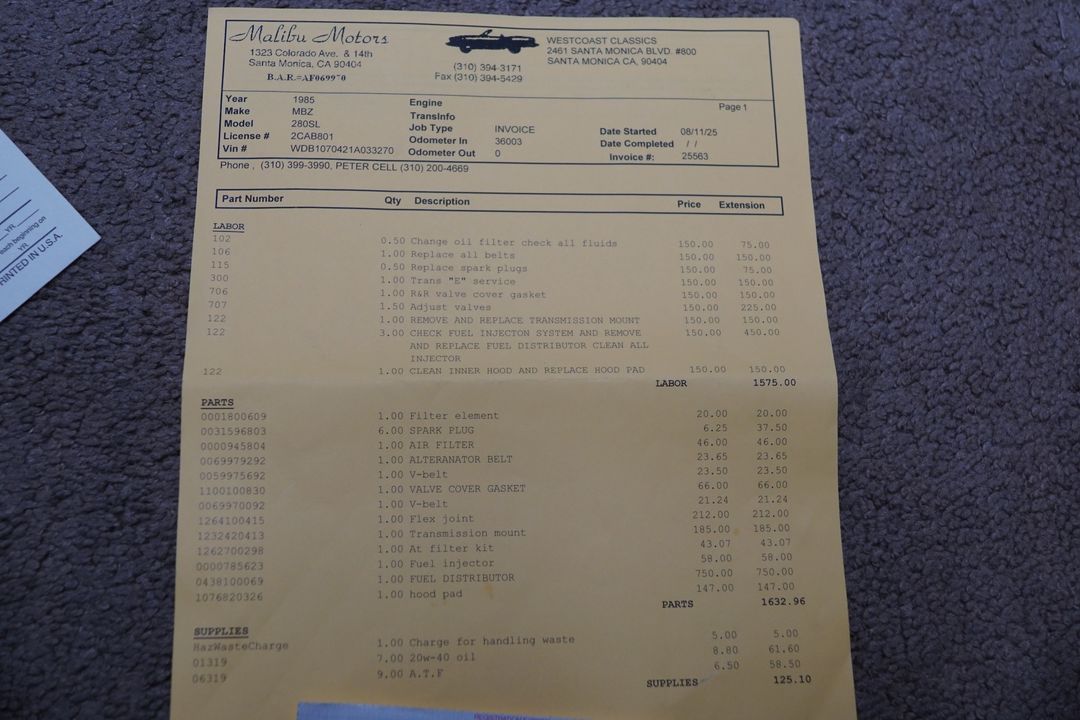 Malibu Motors
1323 Colorado Ave. & 14th
Santa Monica, CA 90404
B.A.R.=AF069970
(310) 394-3171
Fax (310) 394-5429
WESTCOAST CLASSICS
2461 SANTA MONICA BLVD. #800
SANTA MONICA CA, 90404
Page 1
Year 1985
Make MBZ
Model 280SL
License # 2CAB801
Vin # WDB1070421A033270
Engine
TransInfo
Job Type INVOICE
Odometer In 36003
Odometer Out 0
Date Started 08/11/25
Date Completed / /
Invoice #: 25563
Phone , (310) 399-3990, PETER CELL (310) 200-4669
Part Number Qty Description Price Extension
LABOR
102 0.50 Change oil filter check all fluids 150.00 75.00
106 1.00 Replace all belts 150.00 150.00
115 0.50 Replace spark plugs 150.00 75.00
300 1.00 Trans "E" service 150.00 150.00
706 1.00 R&R valve cover gasket 150.00 150.00
707 1.50 Adjust valves 150.00 225.00
122 1.00 REMOVE AND REPLACE TRANSMISSION MOUNT 150.00 150.00
122 3.00 CHECK FUEL INJECTON SYSTEM AND REMOVE 150.00 450.00
AND REPLACE FUEL DISTRIBUTOR CLEAN ALL
INJECTOR
122 1.00 CLEAN INNER HOOD AND REPLACE HOOD PAD 150.00 150.00
LABOR 1575.00
PARTS
0001800609 1.00 Filter element 20.00 20.00
0031596803 6.00 SPARK PLUG 6.25 37.50
0000945804 1.00 AIR FILTER 46.00 46.00
0069979292 1.00 ALTERANATOR BELT 23.65 23.65
0059975692 1.00 V-belt 23.50 23.50
1100100830 1.00 VALVE COVER GASKET 66.00 66.00
0069970092 1.00 V-belt 21.24 21.24
1264100415 1.00 Flex joint 212.00 212.00
1232420413 1.00 Transmission mount 185.00 185.00
1262700298 1.00 At filter kit 43.07 43.07
0000785623 1.00 Fuel injector 58.00 58.00
0438100069 1.00 FUEL DISTRIBUTOR 750.00 750.00
1076820326 1.00 hood pad 147.00 147.00
PARTS 1632.96
SUPPLIES
HazWasteCharge 1.00 Charge for handling waste 5.00 5.00
01319 7.00 20w-40 oil 8.80 61.60
06319 9.00 A.T.F 6.50 58.50
SUPPLIES 125.10
YR
each beginning on
YR
PRINTED IN U.S.A.